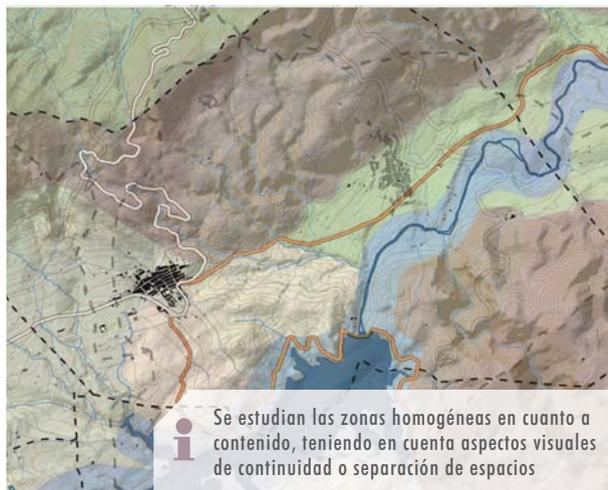 Se estudian las zonas homogéneas en cuanto a
contenido, teniendo en cuenta aspectos visuales
de continuidad o separación de espacios